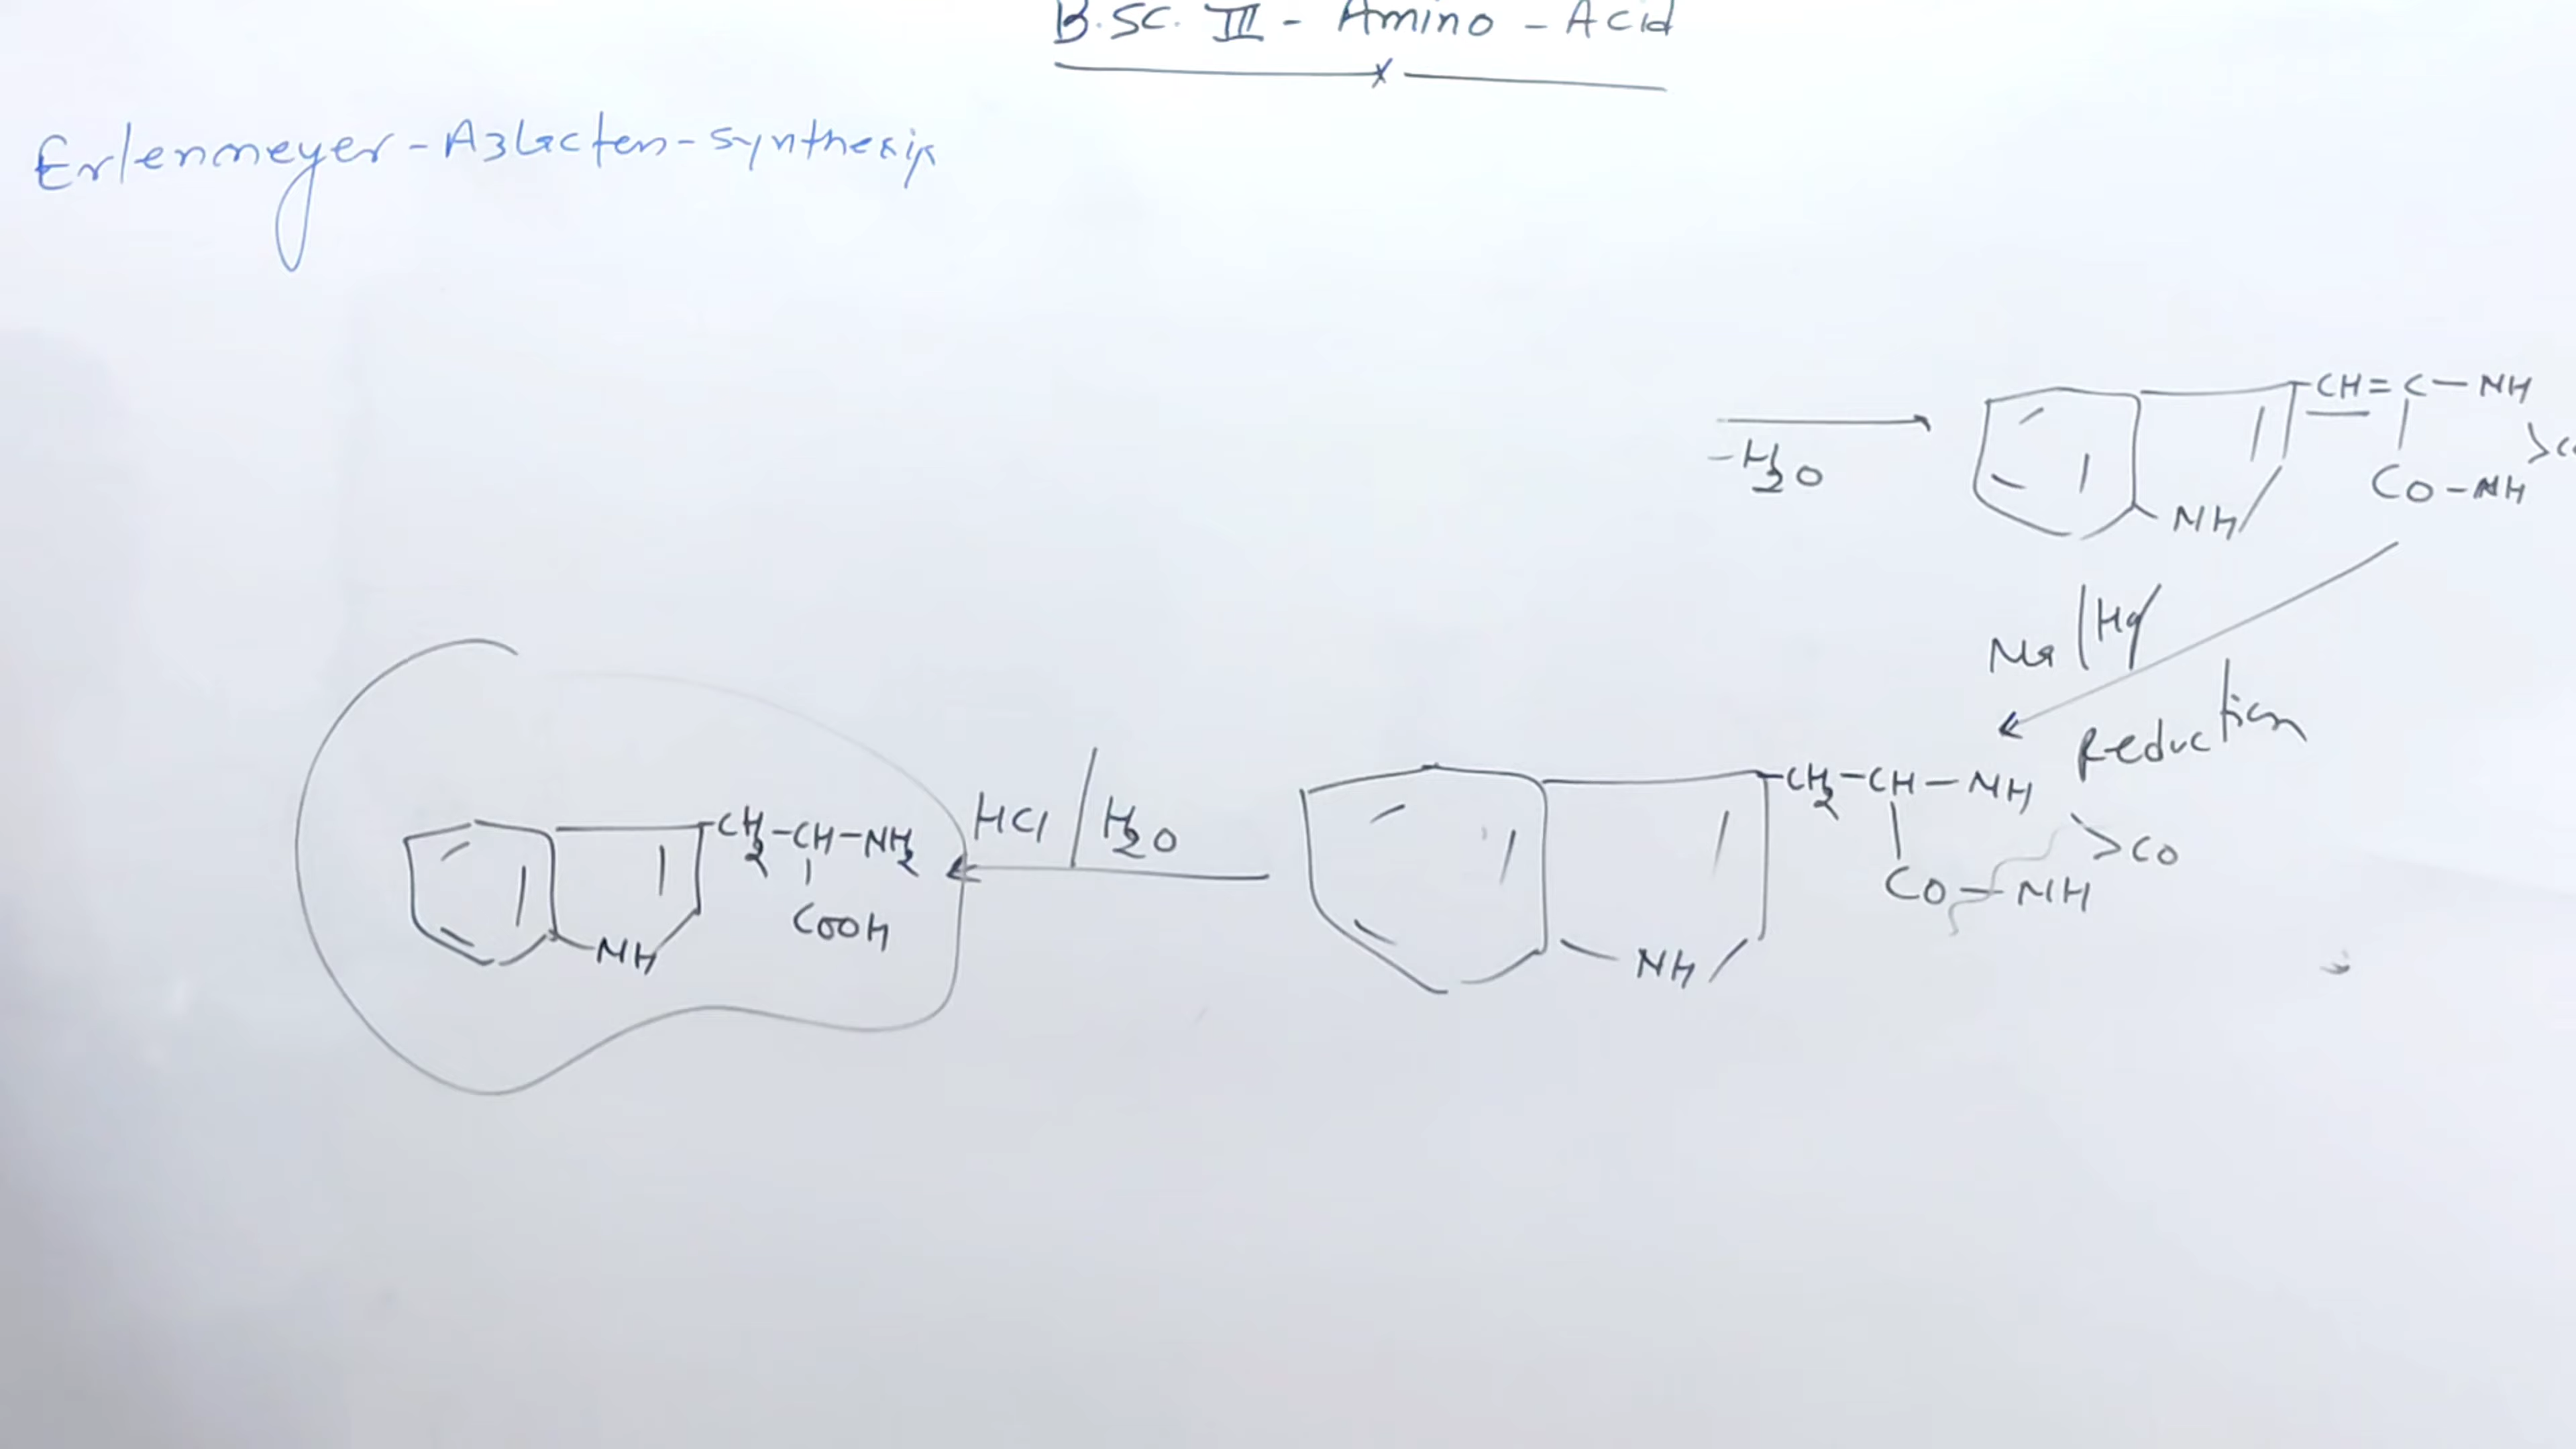 B.SC. III - Amino - Acid
Erlenmeyer - Azlacten - synthesis
CH = C - NH
-H2O
CO - NH
NH
Na/Hg
Reduction
CH2 - CH - NH
>CO
CO - NH
NH
HCl/H2O
CH2 - CH - NH2
COOH
NH